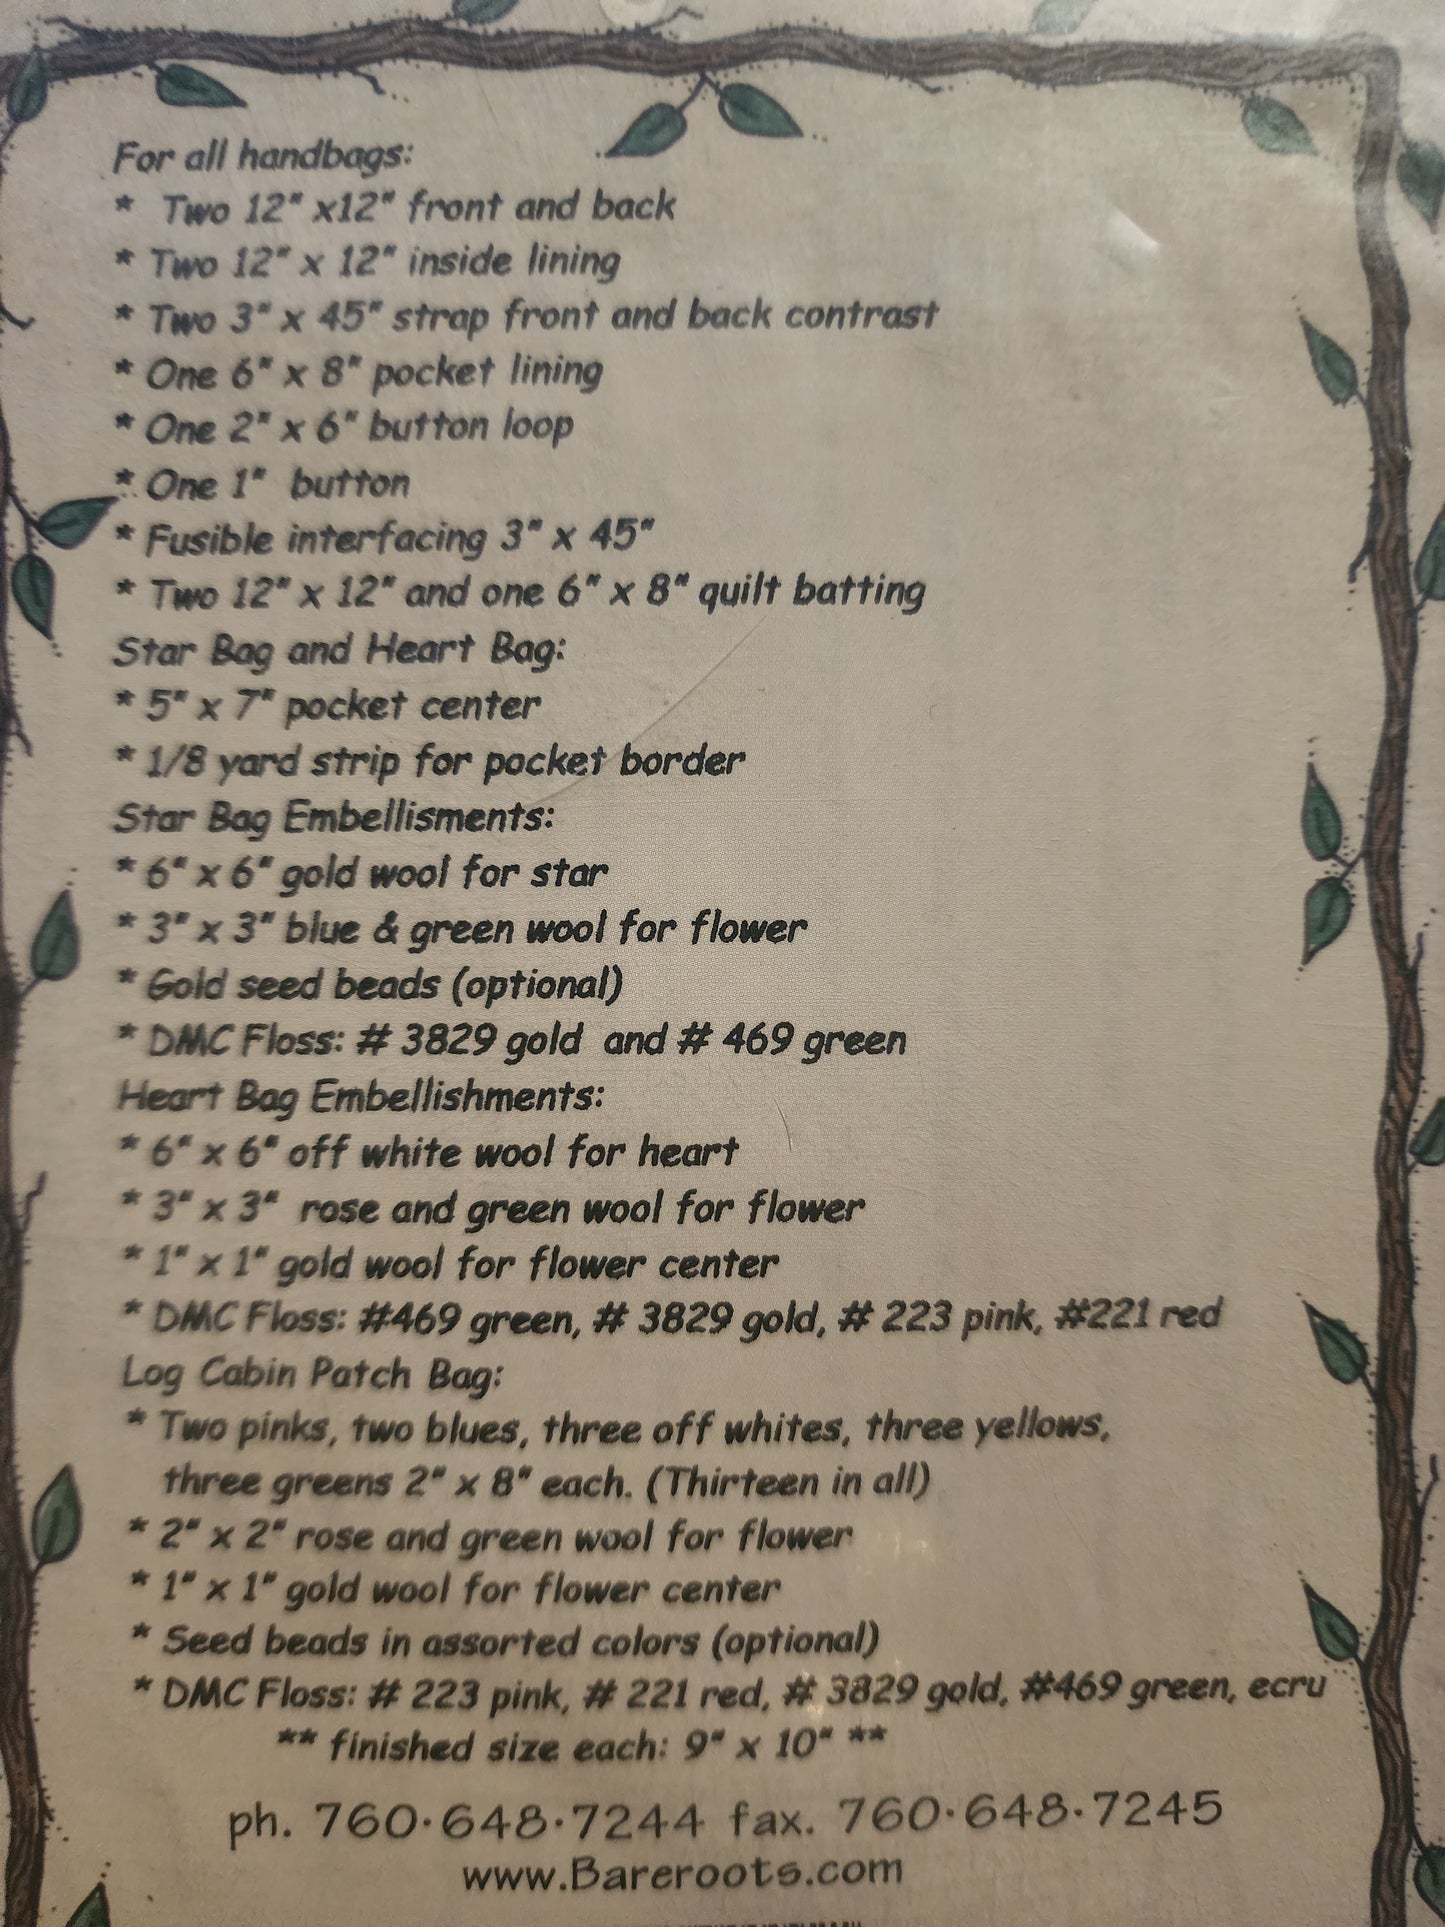 For all handbags:
* Two 12" x12" front and back
* Two 12" x 12" inside lining
* Two 3" x 45" strap front and back contrast
* One 6" x 8" pocket lining
* One 2" x 6" button loop
* One 1" button
* Fusible interfacing 3" x 45"
* Two 12" x 12" and one 6" x 8" quilt batting
Star Bag and Heart Bag:
* 5" x 7" pocket center
* 1/8 yard strip for pocket border
Star Bag Embellisments:
* 6" x 6" gold wool for star
* 3" x 3" blue & green wool for flower
* Gold seed beads (optional)
* DMC Floss: # 3829 gold and # 469 green
Heart Bag Embellishments:
* 6" x 6" off white wool for heart
* 3" x 3" rose and green wool for flower
* 1" x 1" gold wool for flower center
* DMC Floss: #469 green, # 3829 gold, # 223 pink, #221 red
Log Cabin Patch Bag:
* Two pinks, two blues, three off whites, three yellows,
three greens 2" x 8" each. (Thirteen in all)
* 2" x 2" rose and green wool for flower
* 1" x 1" gold wool for flower center
* Seed beads in assorted colors (optional)
* DMC Floss: # 223 pink, # 221 red, # 3829 gold, #469 green, ecru
** finished size each: 9" x 10" **
ph. 760·648·7244 fax. 760·648·7245
www.Bareroots.com